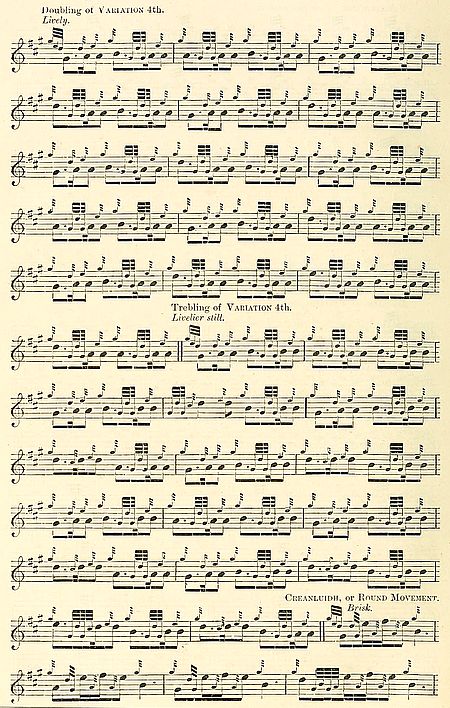 Doubling of VARIATION 4th.
Lively.
Trebling of VARIATION 4th.
Livelier still.
CREANLUIDH, or ROUND MOVEMENT.
Brisk.